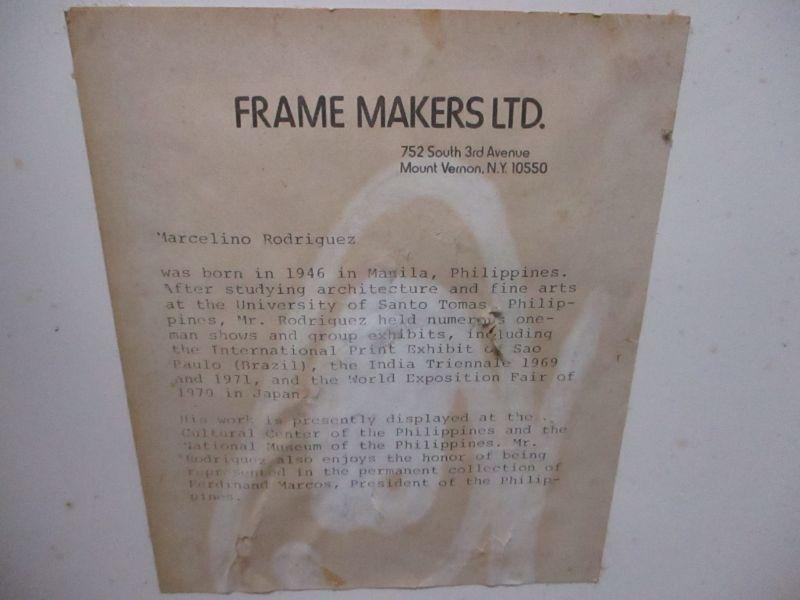 FRAME MAKERS LTD.
752 South 3rd Avenue
Mount Vernon, N.Y. 10550
Marcelino Rodriguez
was born in 1946 in Manila, Philippines.
After studying architecture and fine arts
at the University of Santo Tomas, Philip-
pines, Mr. Rodriguez held numerous one-
man shows and group exhibits, including
the International Print Exhibit of Sao
Paulo (Brazil), the India Triennale 1969
and 1971, and the World Exposition Fair of
1970 in Japan.
His work is presently displayed at the
Cultural Center of the Philippines and the
National Museum of the Philippines. Mr.
Rodriguez also enjoys the honor of being
represented in the permanent collection of
Ferdinand Marcos, President of the Philip-
pines.